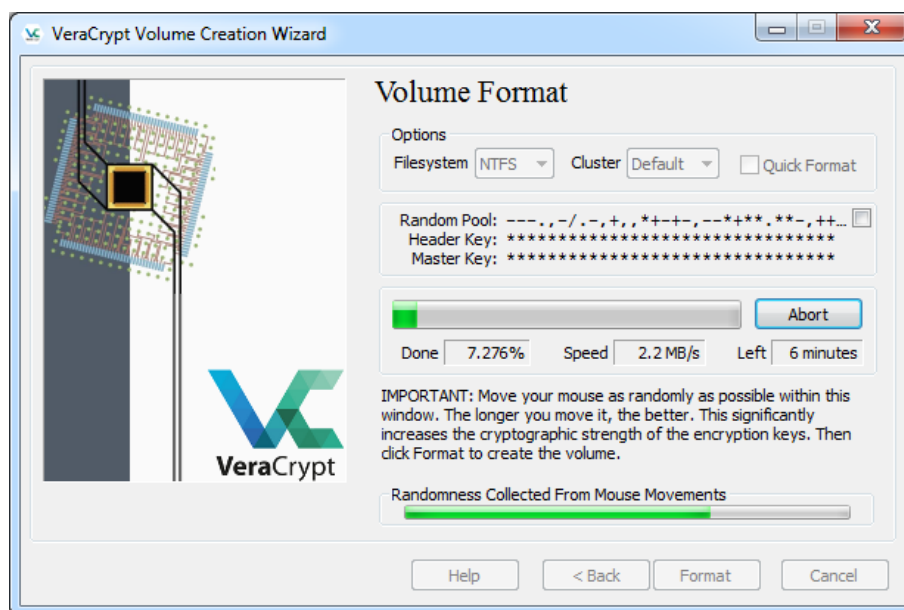 VeraCrypt Volume Creation Wizard
Volume Format
Options
Filesystem NTFS Cluster Default Quick Format
Random Pool: ---.,-/.-,+,,*+-+-,--*+**.**-,++...
Header Key: ********************************
Master Key: ********************************
Abort
Done 7.276% Speed 2.2 MB/s Left 6 minutes
IMPORTANT: Move your mouse as randomly as possible within this
window. The longer you move it, the better. This significantly
increases the cryptographic strength of the encryption keys. Then
click Format to create the volume.
VeraCrypt
Randomness Collected From Mouse Movements
Help < Back Format Cancel